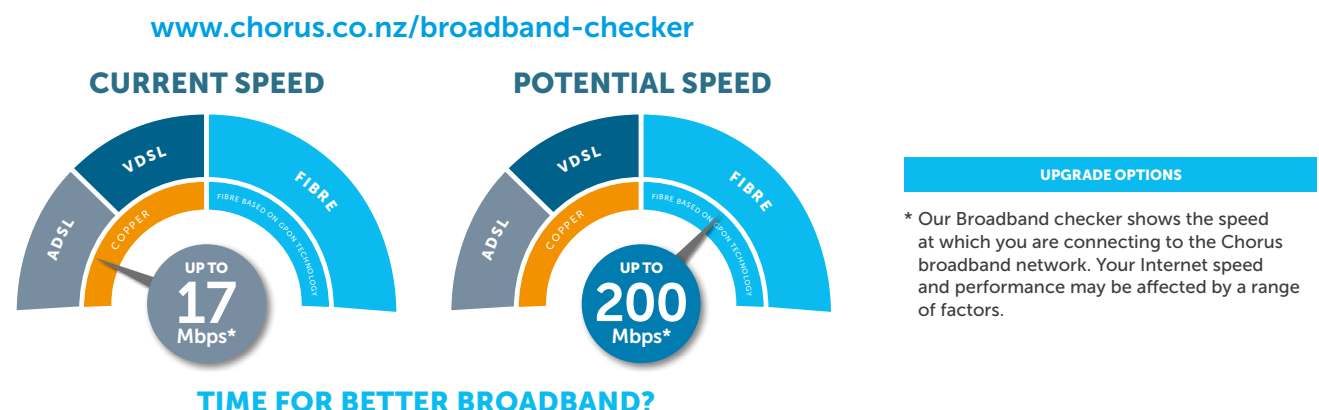 www.chorus.co.nz/broadband-checker
CURRENT SPEED
ADSL
VDSL
FIBRE
COPPER
FIBRE BASED ON GPON TECHNOLOGY
UP TO
17
Mbps*
POTENTIAL SPEED
ADSL
VDSL
FIBRE
COPPER
FIBRE BASED ON GPON TECHNOLOGY
UP TO
200
Mbps*
TIME FOR BETTER BROADBAND?
UPGRADE OPTIONS
* Our Broadband checker shows the speed
at which you are connecting to the Chorus
broadband network. Your Internet speed
and performance may be affected by a range
of factors.